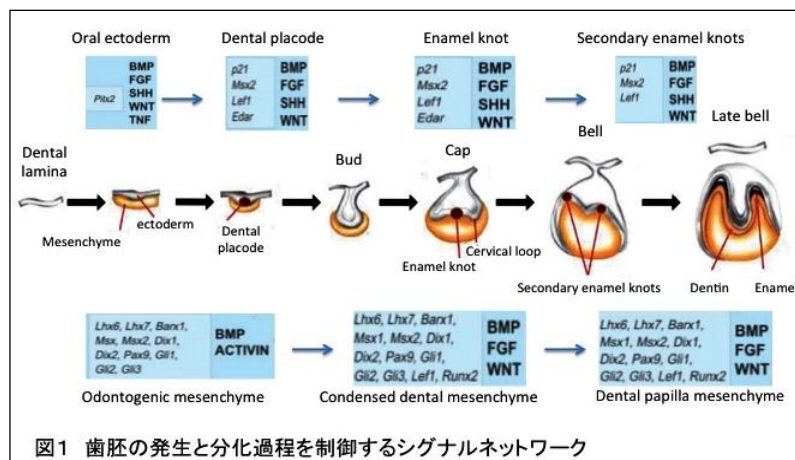 Oral ectoderm
Dental placode
Enamel knot
Secondary enamel knots
Pitx2
BMP
FGF
SHH
WNT
TNF
p21
Msx2
Lef1
Edar
BMP
FGF
SHH
WNT
p21
Msx2
Lef1
Edar
BMP
FGF
SHH
WNT
p21
Msx2
Lef1
BMP
FGF
SHH
WNT
Dental
lamina
Bud
Cap
Bell
Late bell
Mesenchyme
ectoderm
Dental
placode
Enamel knot
Cervical loop
Secondary enamel knots
Dentin
Ename
Lhx6, Lhx7, Barx1,
Msx, Msx2, Dix1,
Dix2, Pax9, Gli1,
Gli2, Gli3
BMP
ACTIVIN
Lhx6, Lhx7, Barx1,
Msx1, Msx2, Dix1,
Dix2, Pax9, Gli1,
Gli2, Gli3, Lef1, Runx2
BMP
FGF
WNT
Lhx6, Lhx7, Barx1,
Msx1, Msx2, Dix1,
Dix2, Pax9, Gli1,
Gli2, Gli3, Lef1, Runx2
BMP
FGF
WNT
Odontogenic mesenchyme
Condensed dental mesenchyme
Dental papilla mesenchyme
図1 歯胚の発生と分化過程を制御するシグナルネットワーク